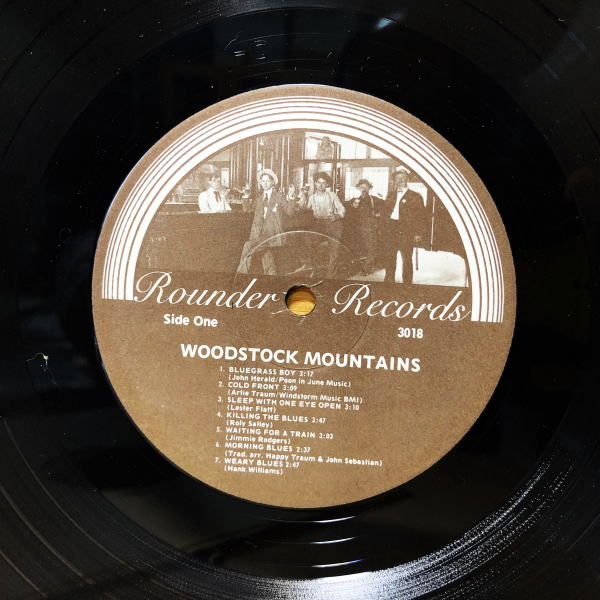 Rounder Records
Side One
3018
WOODSTOCK MOUNTAINS
1. BLUEGRASS BOY 3:17
(John Herald/Poon in June Music)
2. COLD FRONT 3:09
(Artie Traum/Windstorm Music BMI)
3. SLEEP WITH ONE EYE OPEN 3:10
(Lester Flatt)
4. KILLING THE BLUES 3:47
(Roly Salley)
5. WAITING FOR A TRAIN 3:03
(Jimmie Rodgers)
6. MORNING BLUES 2:37
(Trad. arr. Happy Traum & John Sebastian)
7. WEARY BLUES 2:47
(Hank Williams)